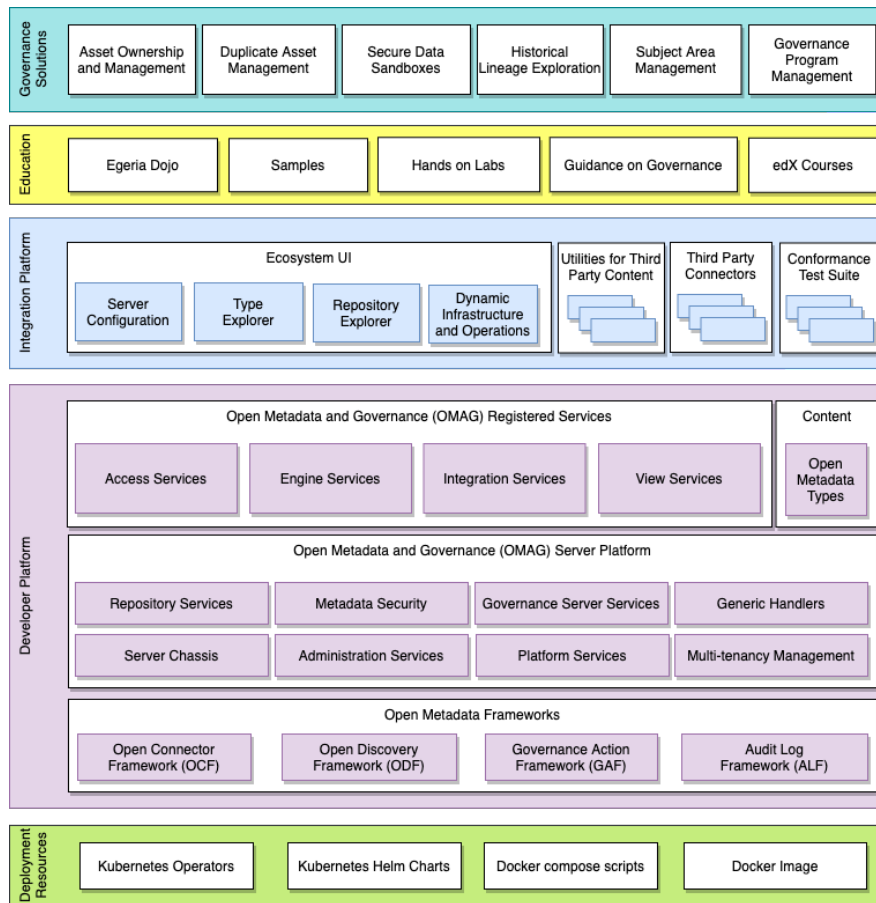 Governance
Solutions
Asset Ownership
and Management
Duplicate Asset
Management
Secure Data
Sandboxes
Historical
Lineage Exploration
Subject Area
Management
Governance
Program
Management
Education
Egeria Dojo
Samples
Hands on Labs
Guidance on Governance
edX Courses
Integration Platform
Ecosystem UI
Server
Configuration
Type
Explorer
Repository
Explorer
Dynamic
Infrastructure
and Operations
Utilities for Third
Party Content
Third Party
Connectors
Conformance
Test Suite
Developer Platform
Open Metadata and Governance (OMAG) Registered Services
Access Services
Engine Services
Integration Services
View Services
Content
Open
Metadata
Types
Open Metadata and Governance (OMAG) Server Platform
Repository Services
Metadata Security
Governance Server Services
Generic Handlers
Server Chassis
Administration Services
Platform Services
Multi-tenancy Management
Open Metadata Frameworks
Open Connector
Framework (OCF)
Open Discovery
Framework (ODF)
Governance Action
Framework (GAF)
Audit Log
Framework (ALF)
Deployment
Resources
Kubernetes Operators
Kubernetes Helm Charts
Docker compose scripts
Docker Image